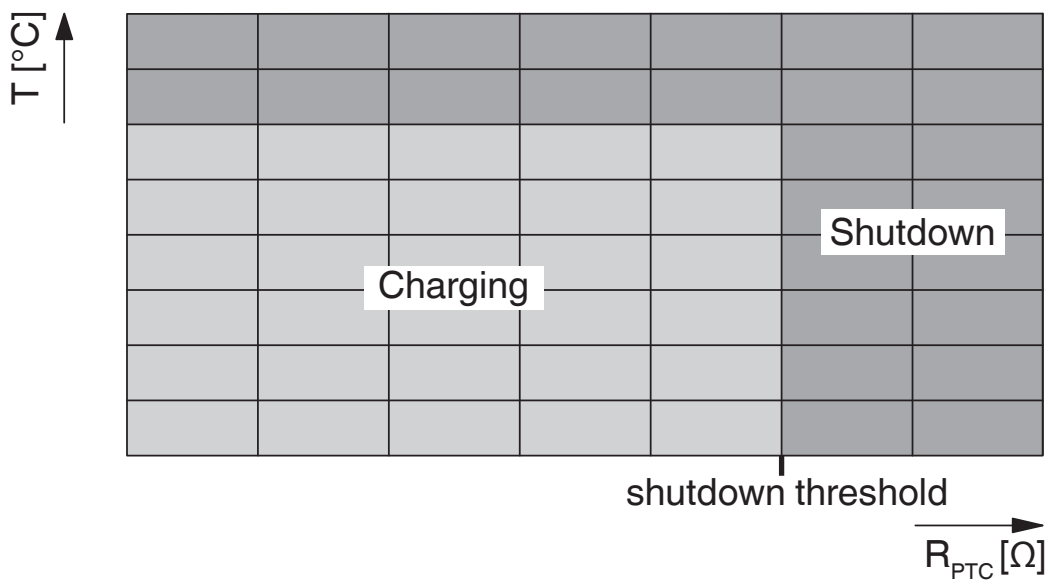 T [°C]
Shutdown
Charging
shutdown threshold
R_PTC [Ω]